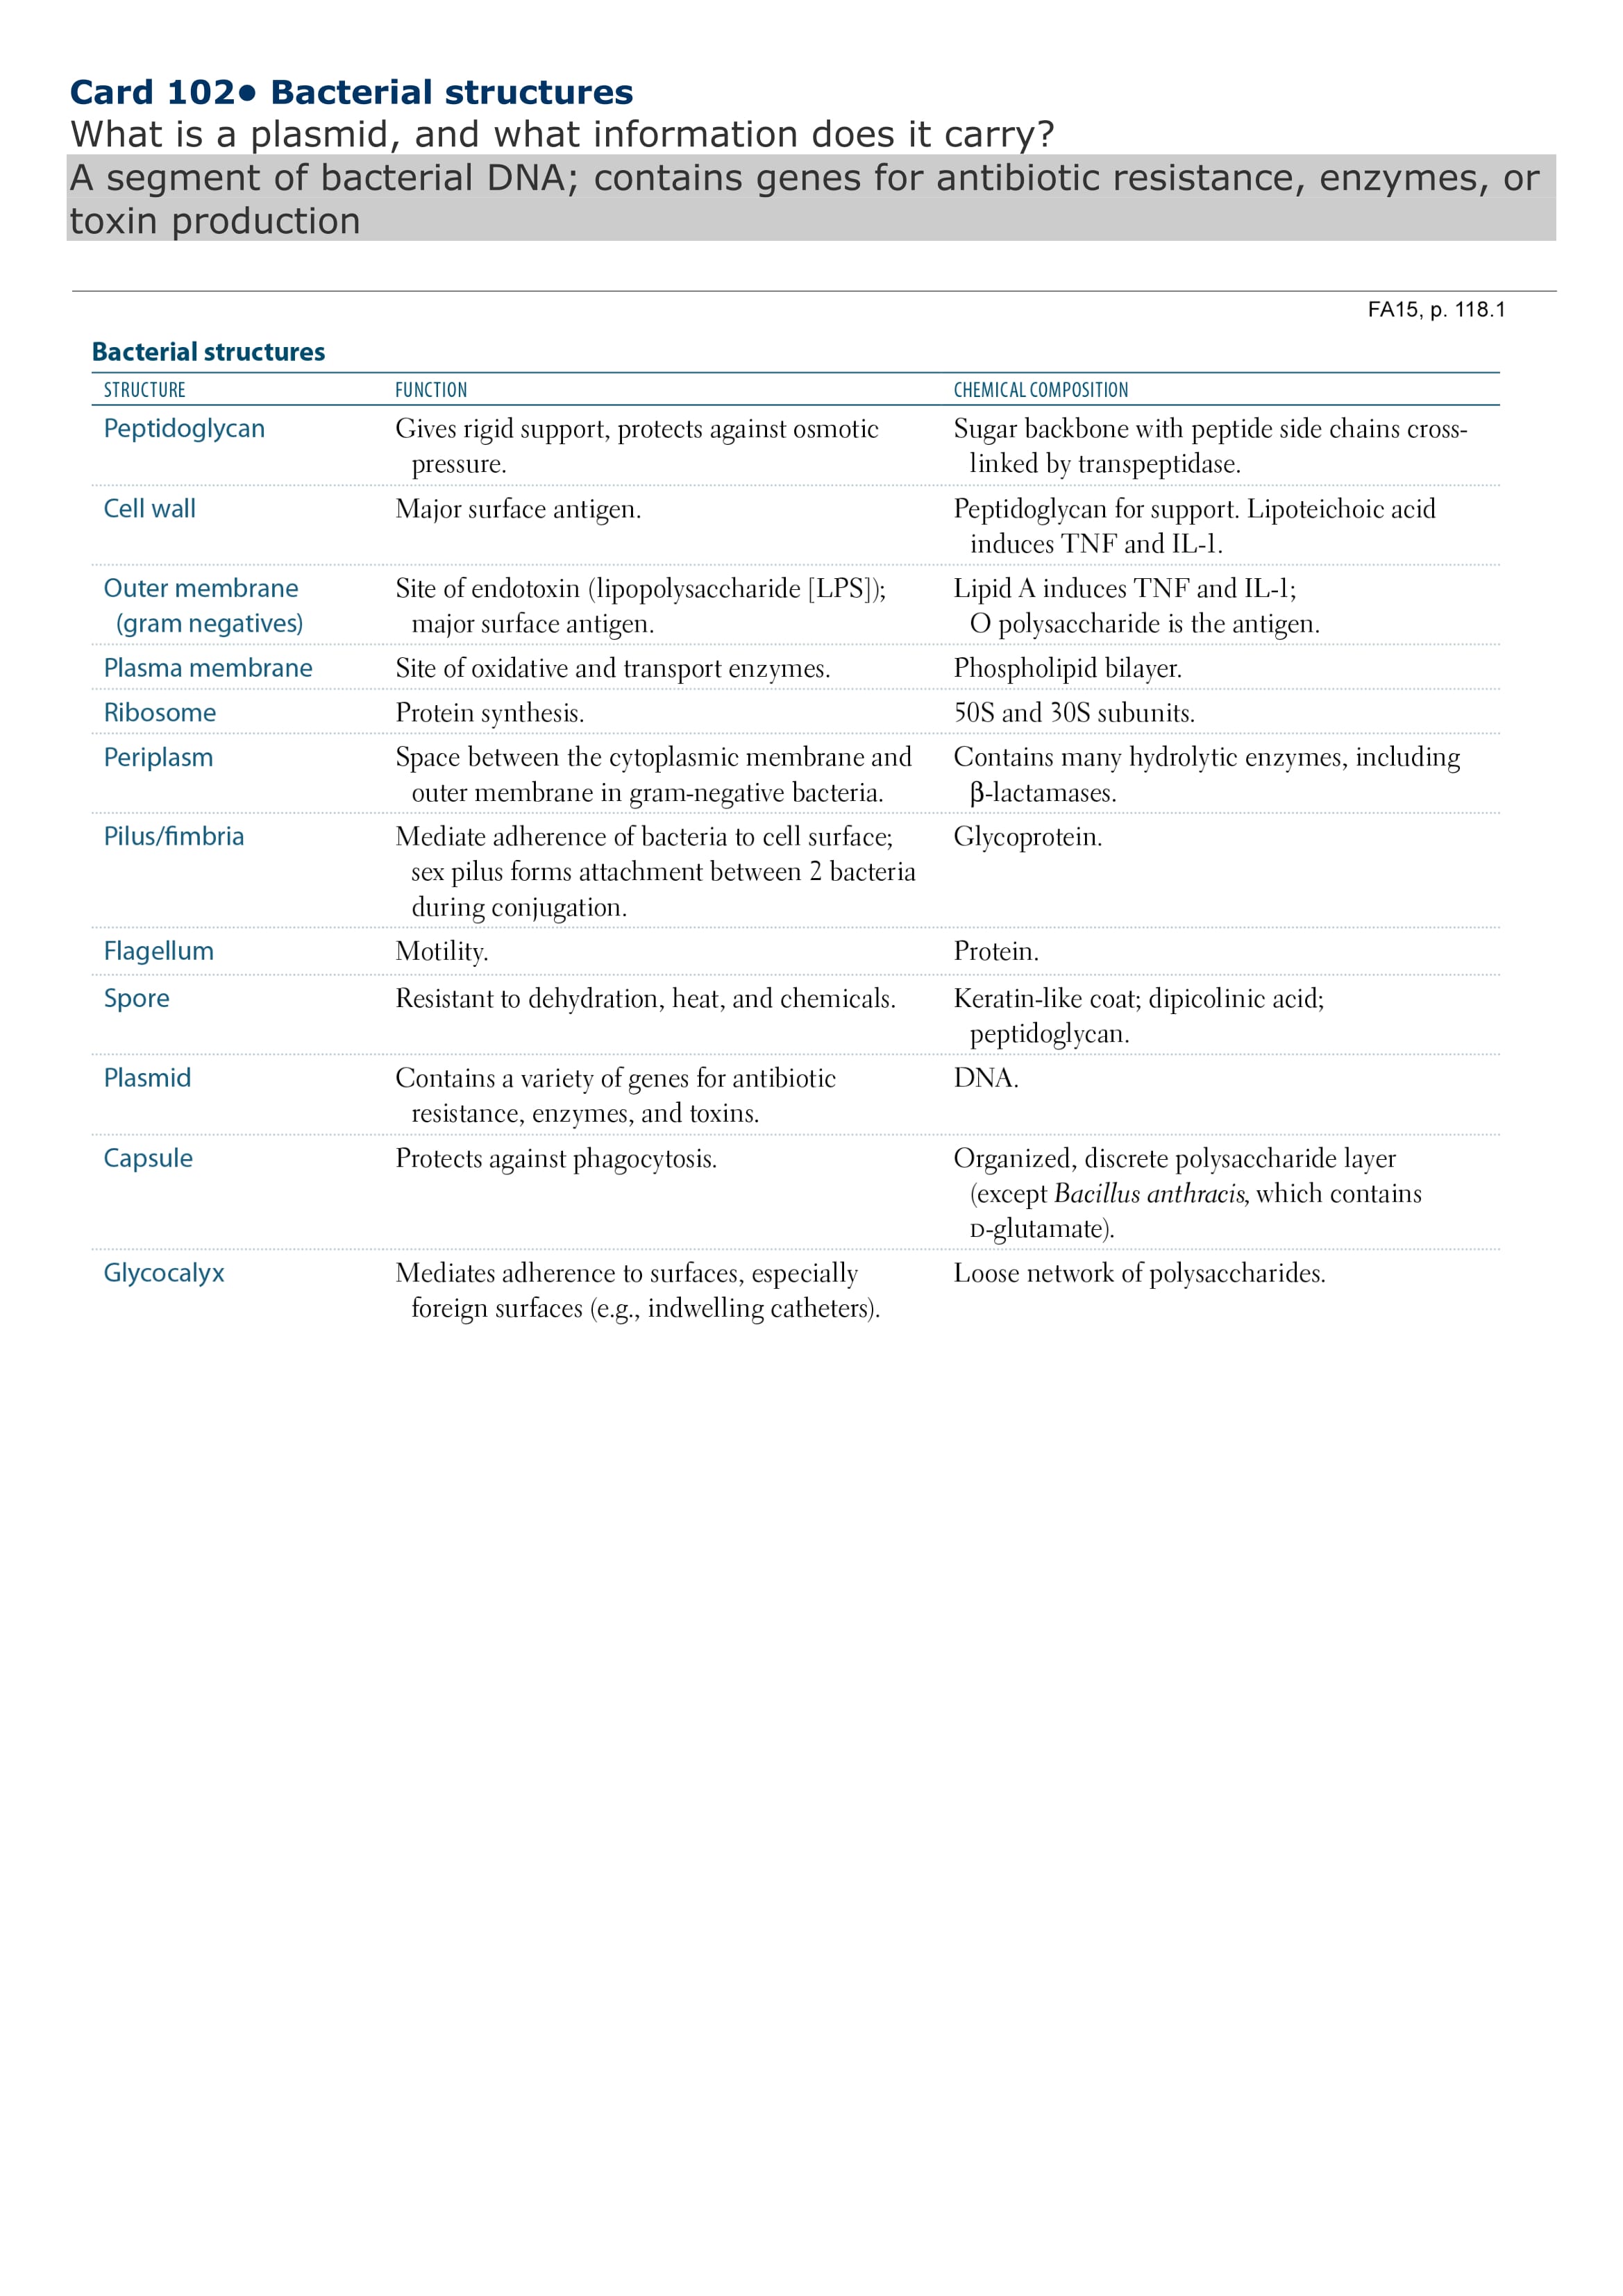 Card 102• Bacterial structures
What is a plasmid, and what information does it carry?
A segment of bacterial DNA; contains genes for antibiotic resistance, enzymes, or
toxin production
FA15, p. 118.1
Bacterial structures
STRUCTURE FUNCTION CHEMICAL COMPOSITION
Peptidoglycan Gives rigid support, protects against osmotic Sugar backbone with peptide side chains cross-
pressure. linked by transpeptidase.
Cell wall Major surface antigen. Peptidoglycan for support. Lipoteichoic acid
induces TNF and IL-1.
Outer membrane Site of endotoxin (lipopolysaccharide [LPS]); Lipid A induces TNF and IL-1;
(gram negatives) major surface antigen. O polysaccharide is the antigen.
Plasma membrane Site of oxidative and transport enzymes. Phospholipid bilayer.
Ribosome Protein synthesis. 50S and 30S subunits.
Periplasm Space between the cytoplasmic membrane and Contains many hydrolytic enzymes, including
outer membrane in gram-negative bacteria. β-lactamases.
Pilus/fimbria Mediate adherence of bacteria to cell surface; Glycoprotein.
sex pilus forms attachment between 2 bacteria
during conjugation.
Flagellum Motility. Protein.
Spore Resistant to dehydration, heat, and chemicals. Keratin-like coat; dipicolinic acid;
peptidoglycan.
Plasmid Contains a variety of genes for antibiotic DNA.
resistance, enzymes, and toxins.
Capsule Protects against phagocytosis. Organized, discrete polysaccharide layer
(except Bacillus anthracis, which contains
D-glutamate).
Glycocalyx Mediates adherence to surfaces, especially Loose network of polysaccharides.
foreign surfaces (e.g., indwelling catheters).